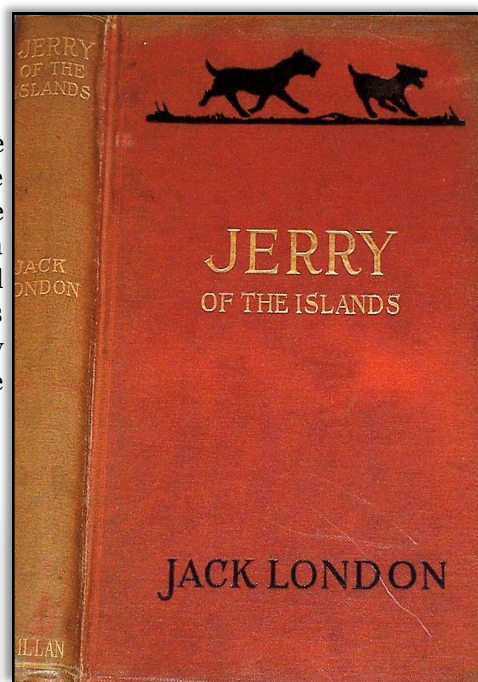 JERRY
OF THE
ISLANDS
JACK
LONDON
ILLAN
JERRY
OF THE ISLANDS
JACK LONDON